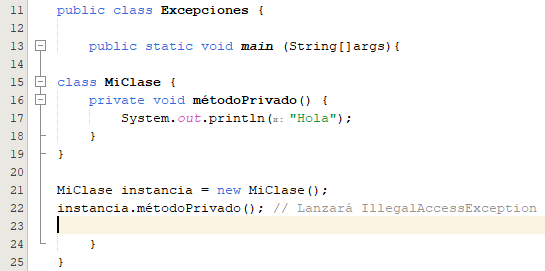 11 public class Excepciones {
12
13 public static void main (String[]args){
14
15 class MiClase {
16 private void métodoPrivado() {
17 System.out.println(x: "Hola");
18 }
19 }
20
21 MiClase instancia = new MiClase();
22 instancia.métodoPrivado(); // Lanzará IllegalAccessException
23
24 }
25 }